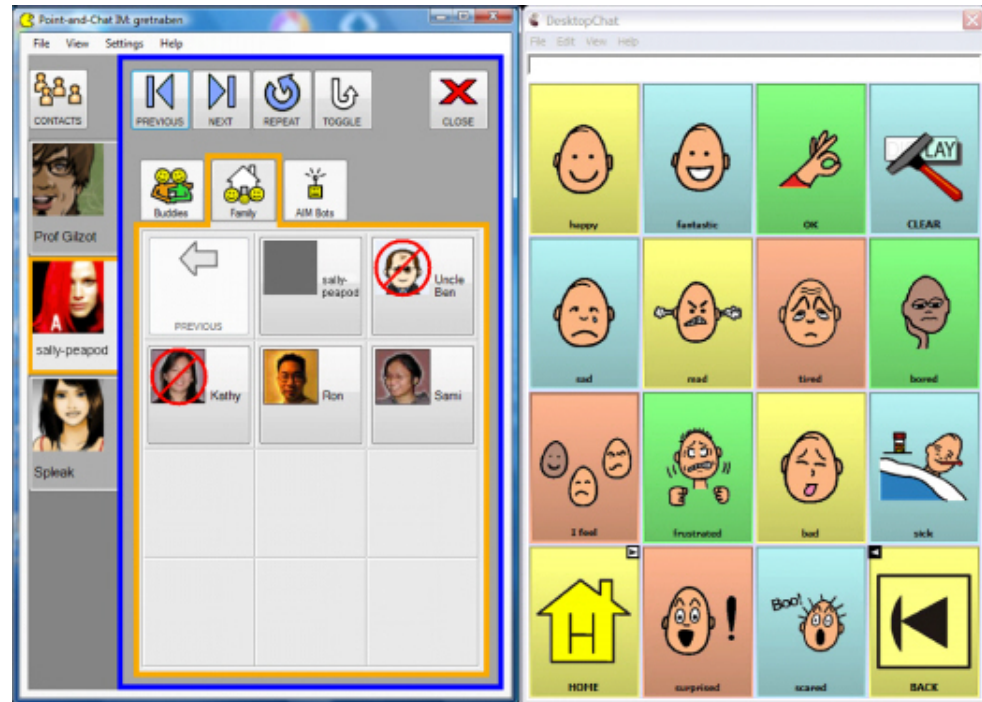 Point-and-Chat IM: gretraben
File View Settings Help
CONTACTS
PREVIOUS NEXT REPEAT TOGGLE CLOSE
Buddies Family AIM Bots
Prof Gilzot
A
sally-peapod
Spleak
PREVIOUS
sally-
peapod
Uncle
Ben
Kathy
Ron
Sami
DesktopChat
File Edit View Help
happy fantastic OK CLEAR
LAY
sad mad tired bored
I feel frustrated bad sick
H
!
Boo!
HOME surprised scared BACK